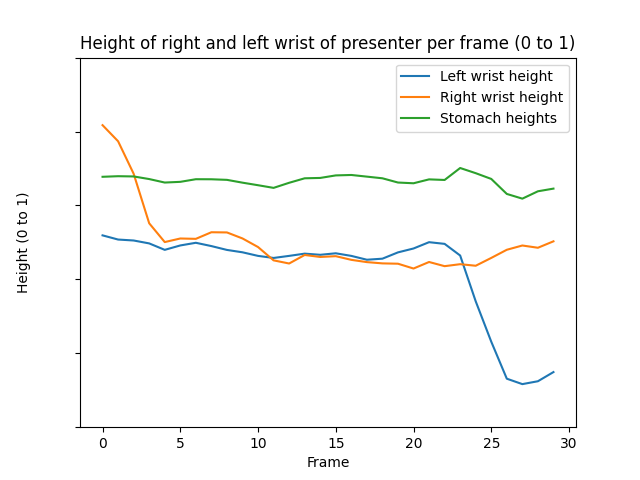 Height of right and left wrist of presenter per frame (0 to 1)
Left wrist height
Right wrist height
Stomach heights
Height (0 to 1)
0 5 10 15 20 25 30
Frame